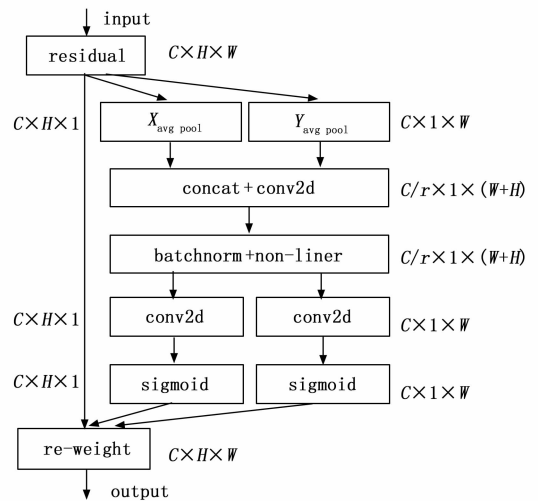 input
residual
C×H×W
C×H×1
X avg pool
Y avg pool
C×1×W
concat+conv2d
C/r×1×(W+H)
batchnorm+non-liner
C/r×1×(W+H)
C×H×1
conv2d
conv2d
C×1×W
C×H×1
sigmoid
sigmoid
C×1×W
re-weight
C×H×W
output